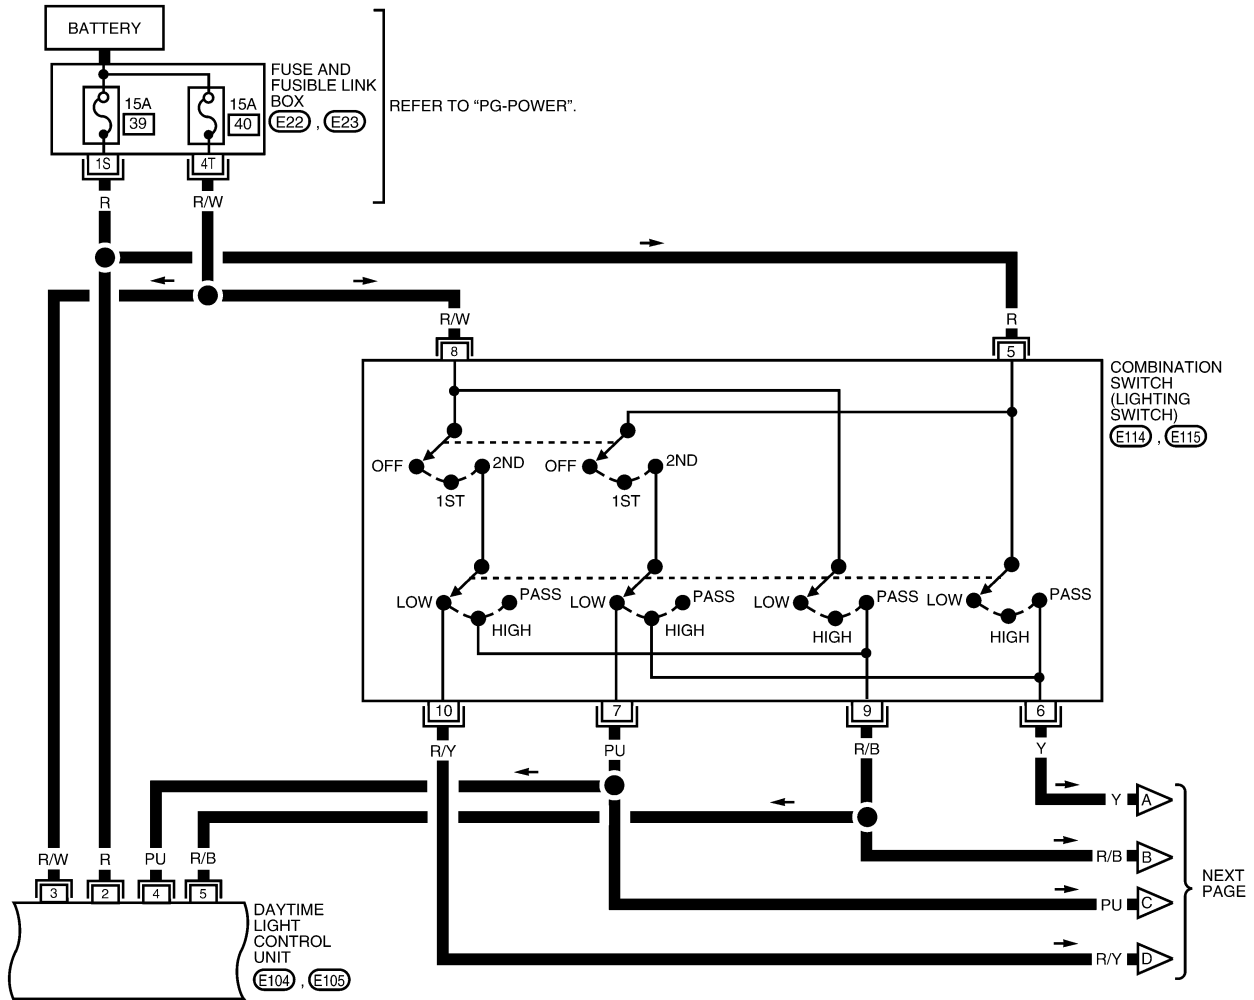 BATTERY
FUSE AND
FUSIBLE LINK
BOX
E22 , E23
15A
39
15A
40
REFER TO “PG-POWER”.
1S
4T
R
R/W
R/W
R
8
5
COMBINATION
SWITCH
(LIGHTING
SWITCH)
E114 , E115
OFF
1ST
2ND
OFF
1ST
2ND
LOW
HIGH
PASS
LOW
HIGH
PASS
LOW
HIGH
PASS
LOW
HIGH
PASS
10
7
9
6
R/Y
PU
R/B
Y
Y
A
R/B
B
PU
C
R/Y
D
NEXT
PAGE
R/W
R
PU
R/B
3
2
4
5
DAYTIME
LIGHT
CONTROL
UNIT
E104 , E105